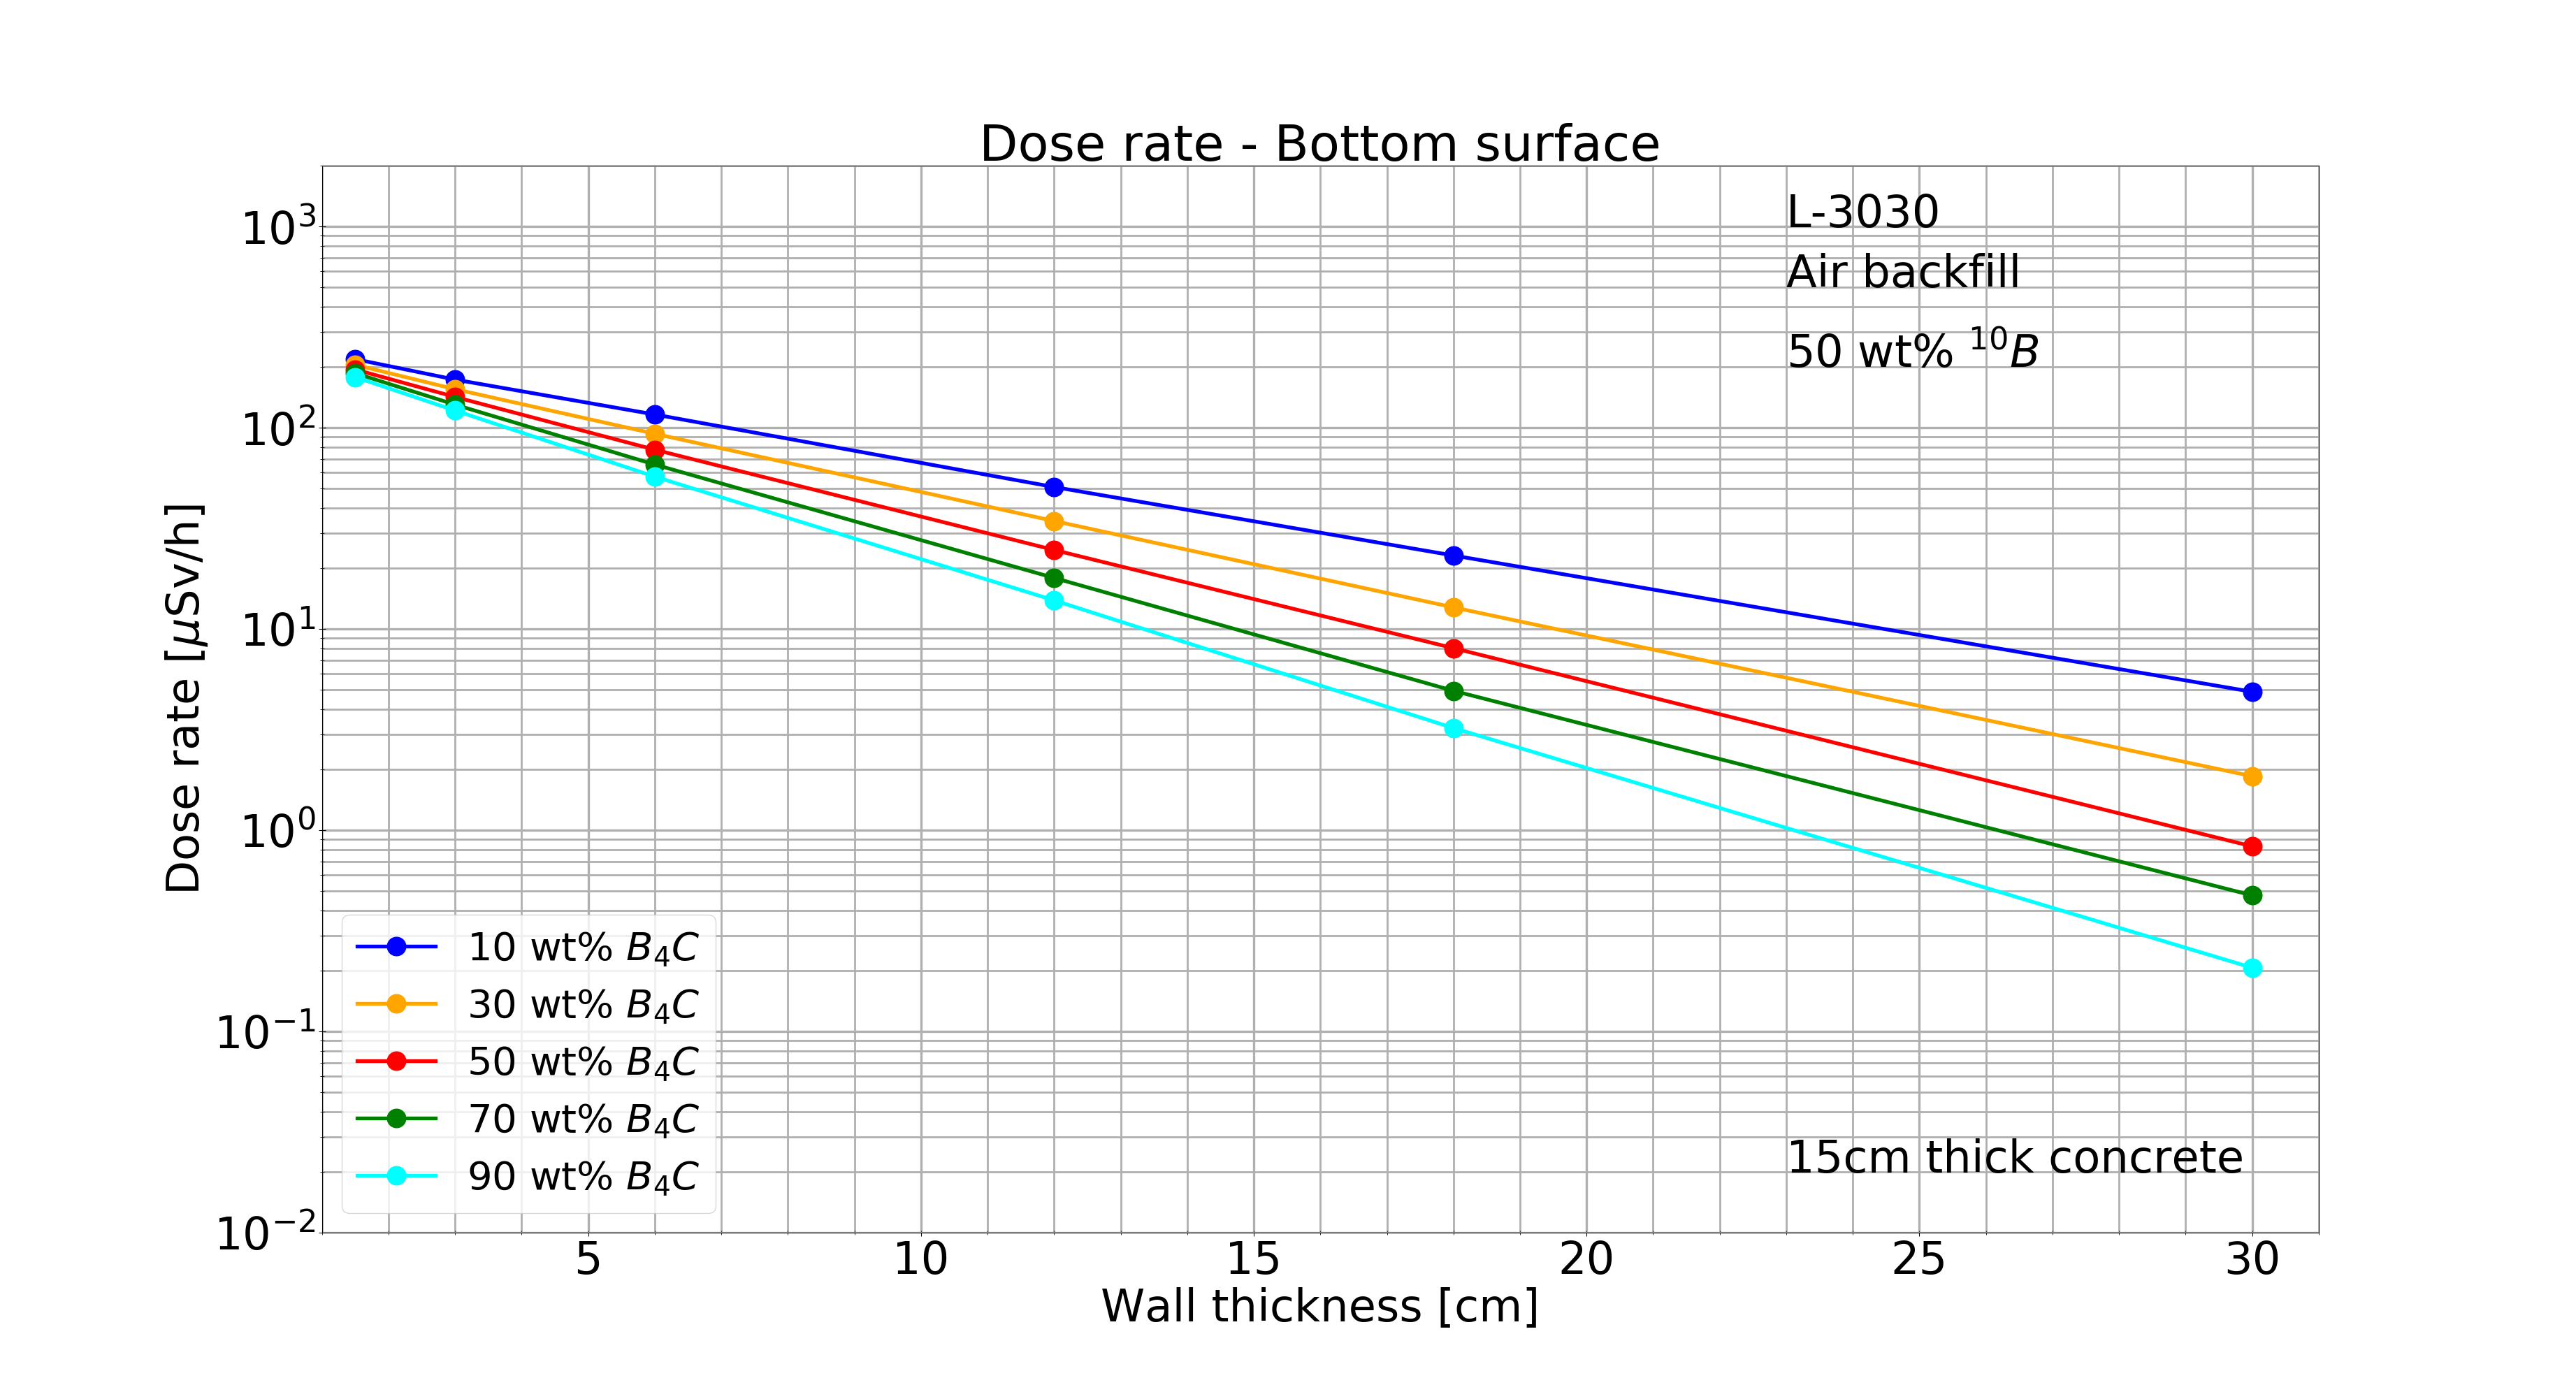 Dose rate - Bottom surface
L-3030
Air backfill
50 wt% ¹⁰B
15cm thick concrete
Dose rate [μSv/h]
10³
10²
10¹
10⁰
10⁻¹
10⁻²
10 wt% B₄C
30 wt% B₄C
50 wt% B₄C
70 wt% B₄C
90 wt% B₄C
5 10 15 20 25 30
Wall thickness [cm]